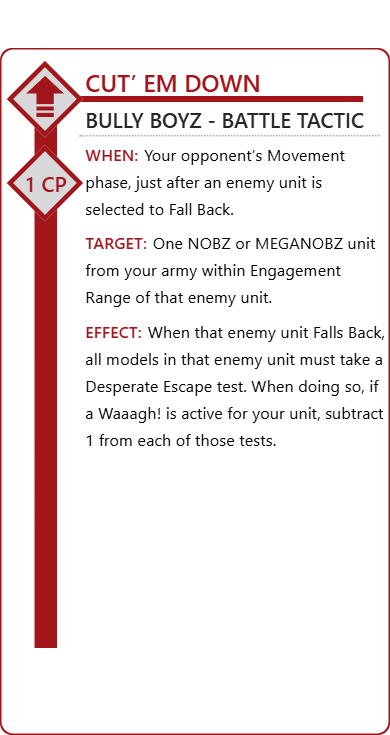 CUT’ EM DOWN
BULLY BOYZ - BATTLE TACTIC
1 CP
WHEN: Your opponent’s Movement
phase, just after an enemy unit is
selected to Fall Back.
TARGET: One NOBZ or MEGANOBZ unit
from your army within Engagement
Range of that enemy unit.
EFFECT: When that enemy unit Falls Back,
all models in that enemy unit must take a
Desperate Escape test. When doing so, if
a Waaagh! is active for your unit, subtract
1 from each of those tests.